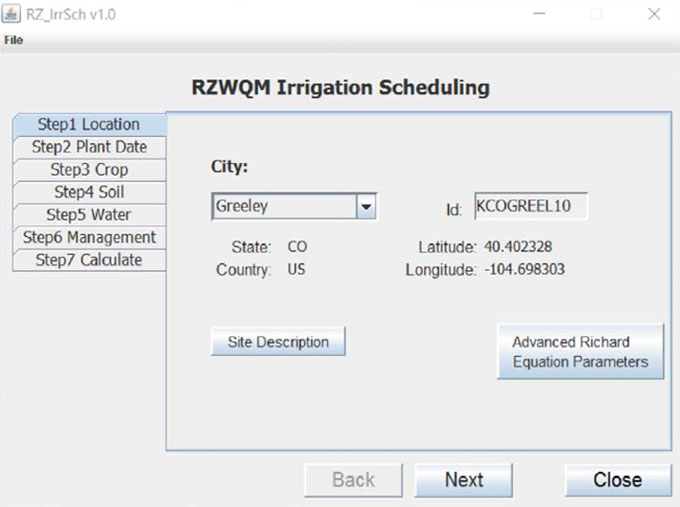 RZ_IrrSch v1.0
File
RZWQM Irrigation Scheduling
Step1 Location
Step2 Plant Date
Step3 Crop
Step4 Soil
Step5 Water
Step6 Management
Step7 Calculate
City:
Greeley
Id: KCOGREEL10
State: CO
Latitude: 40.402328
Country: US
Longitude: -104.698303
Site Description
Advanced Richard
Equation Parameters
Back
Next
Close